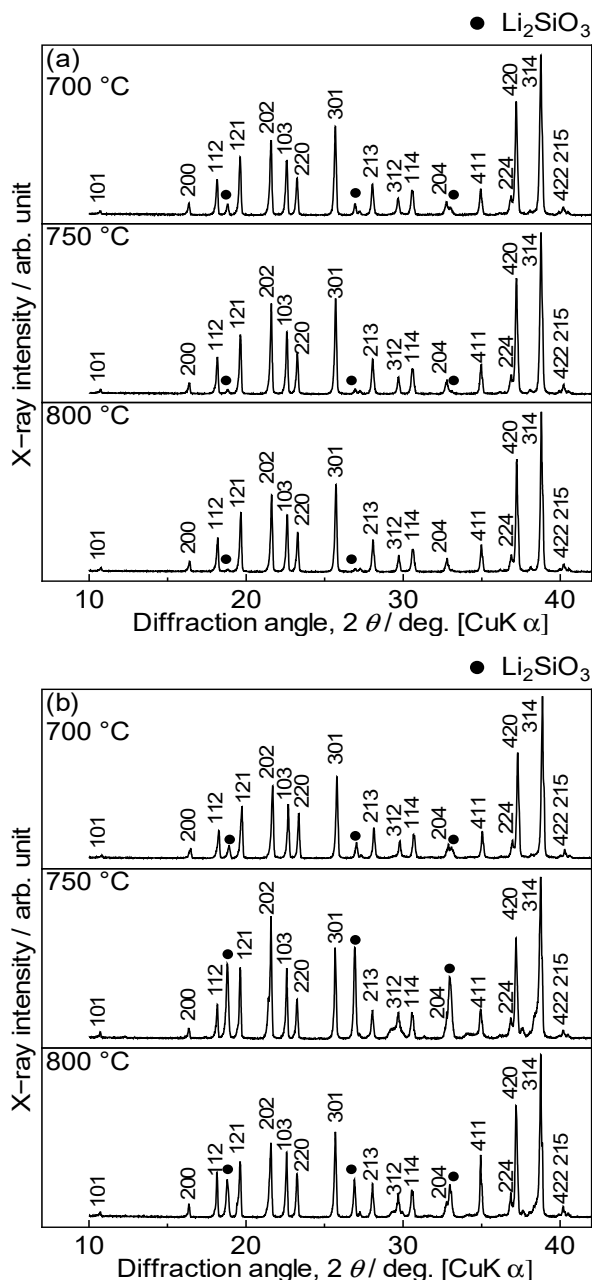 ● Li₂SiO₃
(a)
700 °C
101 200 112 121 202 103 220 301 213 312 114 204 411 224 420 314 422 215
750 °C
101 200 112 121 202 103 220 301 213 312 114 204 411 224 420 314 422 215
800 °C
101 200 112 121 202 103 220 301 213 312 114 204 411 224 420 314 422 215
X−ray intensity / arb. unit
10 20 30 40
Diffraction angle, 2 θ / deg. [CuK α]
● Li₂SiO₃
(b)
700 °C
101 200 112 121 202 103 220 301 213 312 114 204 411 224 420 314 422 215
750 °C
101 200 112 121 202 103 220 301 213 312 114 204 411 224 420 314 422 215
800 °C
101 200 112 121 202 103 220 301 213 312 114 204 411 224 420 314 422 215
X−ray intensity / arb. unit
10 20 30 40
Diffraction angle, 2 θ / deg. [CuK α]